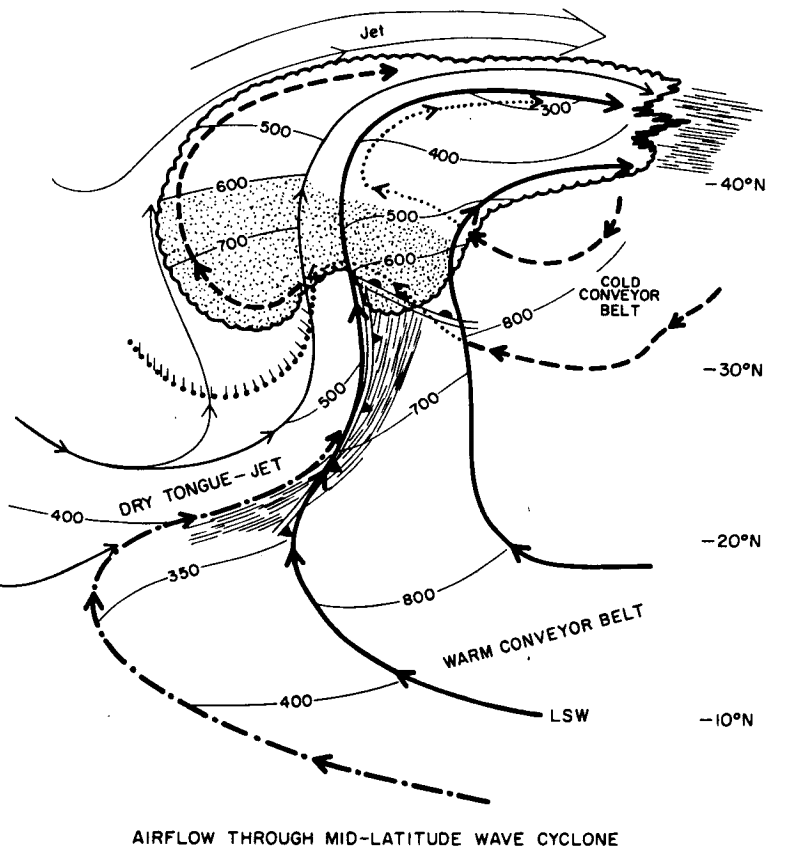 Jet
500
300
400
600
-40°N
500
700
600
COLD
CONVEYOR
BELT
800
-30°N
500
700
DRY TONGUE-JET
400
-20°N
350
800
WARM CONVEYOR BELT
400
LSW
-10°N
AIRFLOW THROUGH MID-LATITUDE WAVE CYCLONE